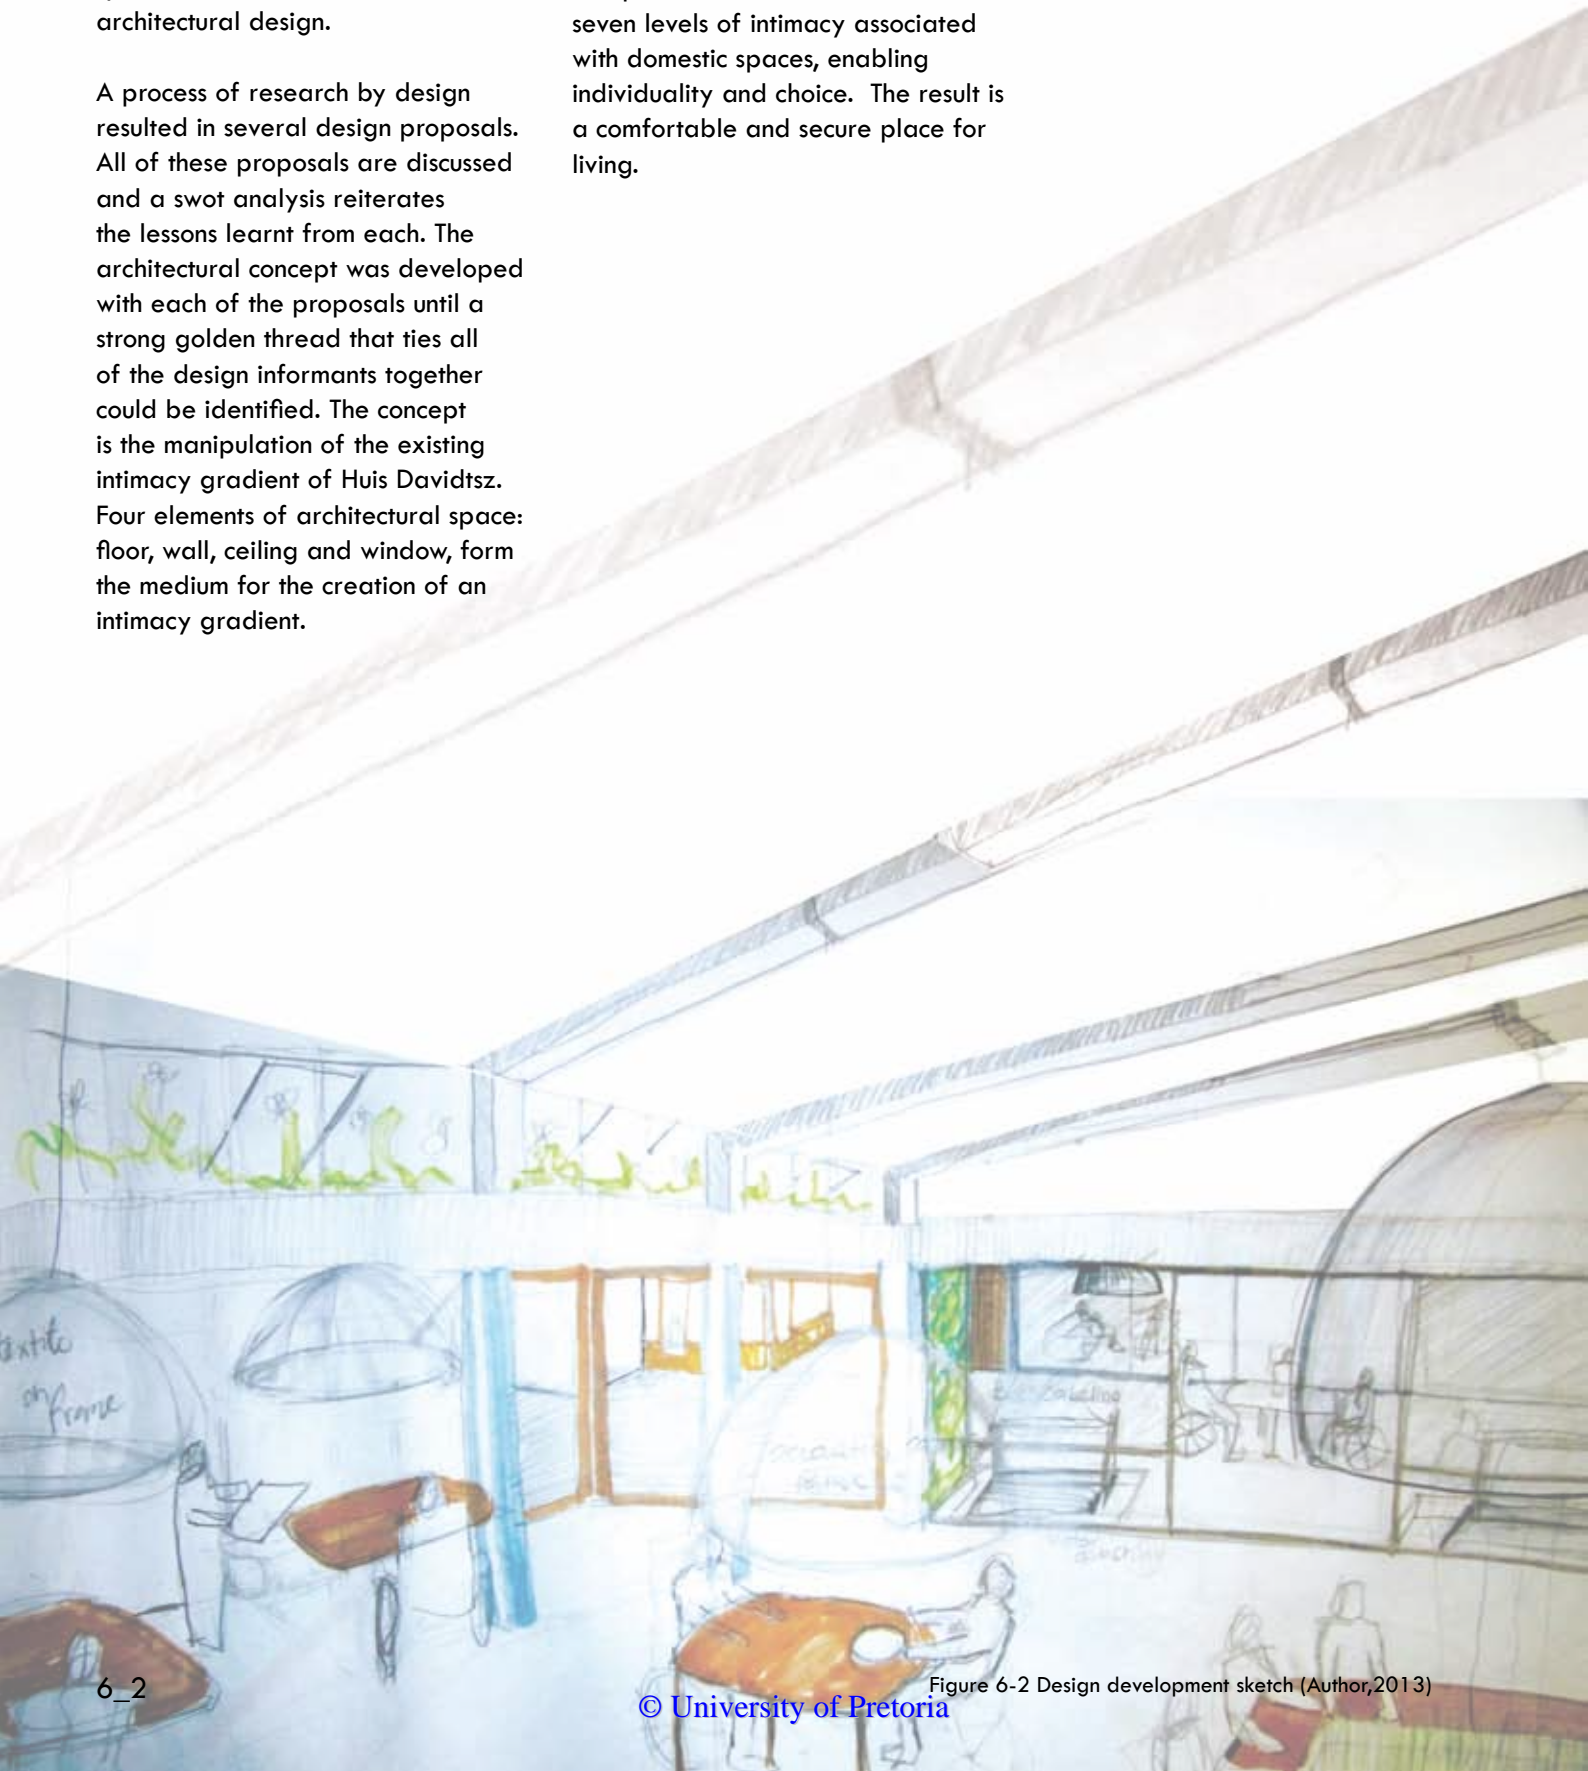 architectural design.
A process of research by design
resulted in several design proposals.
All of these proposals are discussed
and a swot analysis reiterates
the lessons learnt from each. The
architectural concept was developed
with each of the proposals until a
strong golden thread that ties all
of the design informants together
could be identified. The concept
is the manipulation of the existing
intimacy gradient of Huis Davidtsz.
Four elements of architectural space:
floor, wall, ceiling and window, form
the medium for the creation of an
intimacy gradient.
seven levels of intimacy associated
with domestic spaces, enabling
individuality and choice.  The result is
a comfortable and secure place for
living.
on
frame
6_2
Figure 6-2 Design development sketch (Author,2013)
© University of Pretoria